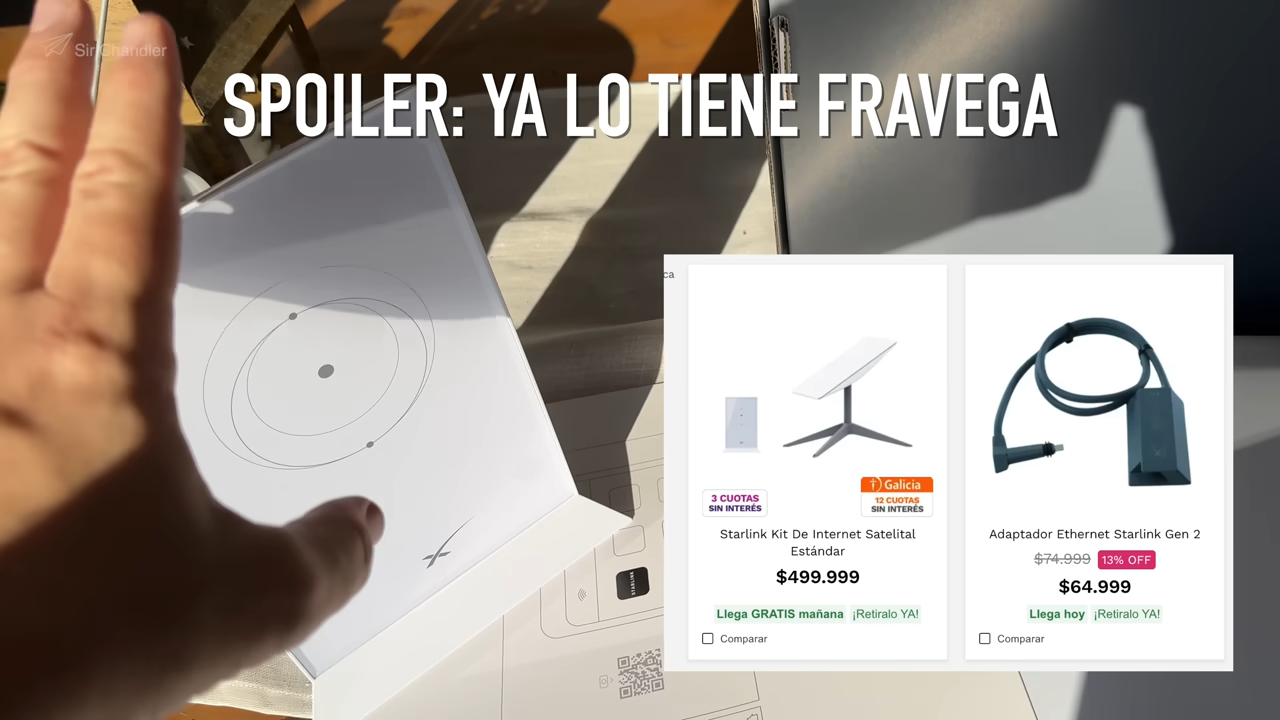 SirChandler
SPOILER: YA LO TIENE FRAVEGA
ca
3 CUOTAS
SIN INTERÉS
Galicia
12 CUOTAS
SIN INTERÉS
Starlink Kit De Internet Satelital
Estándar
$499.999
Llega GRATIS mañana ¡Retiralo YA!
Comparar
Adaptador Ethernet Starlink Gen 2
$74.999 13% OFF
$64.999
Llega hoy ¡Retiralo YA!
Comparar
STARLINK